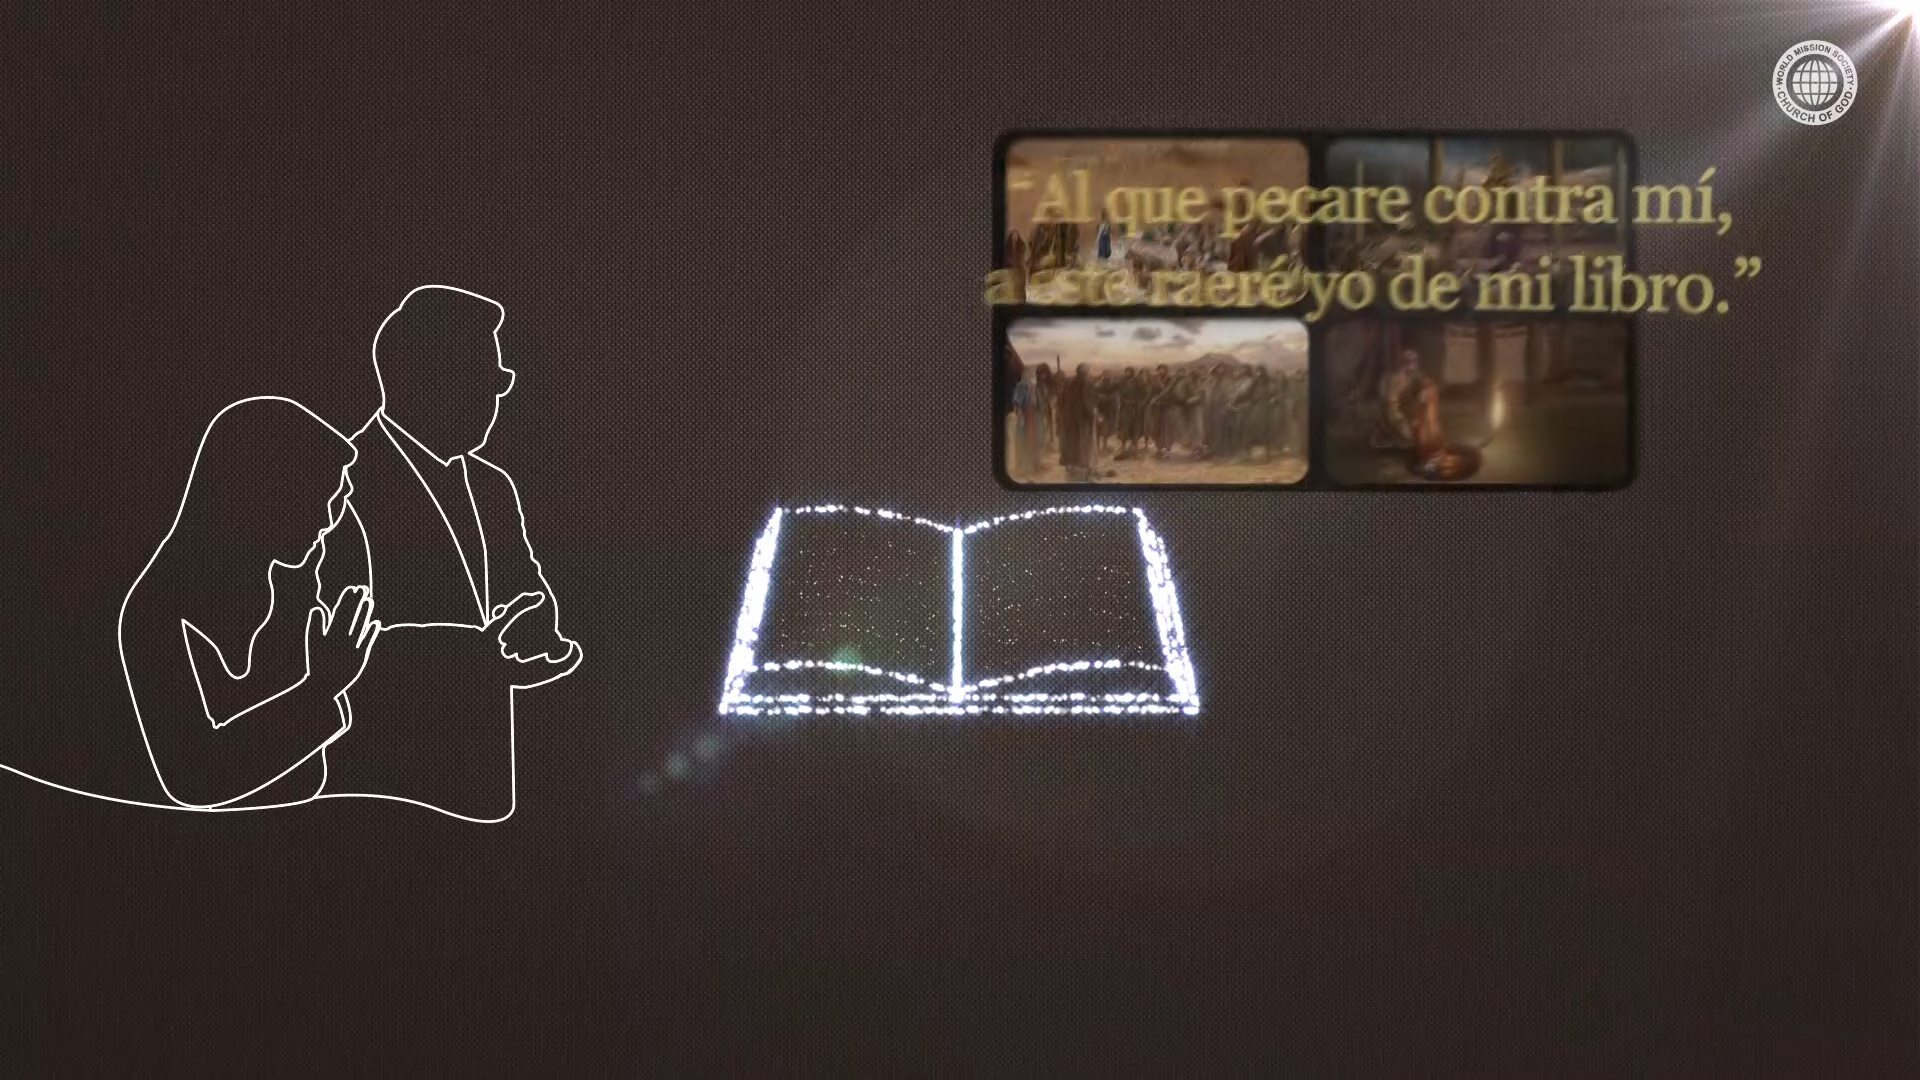 WORLD MISSION SOCIETY
CHURCH OF GOD
“Al que pecare contra mí,
a este raeré yo de mi libro.”